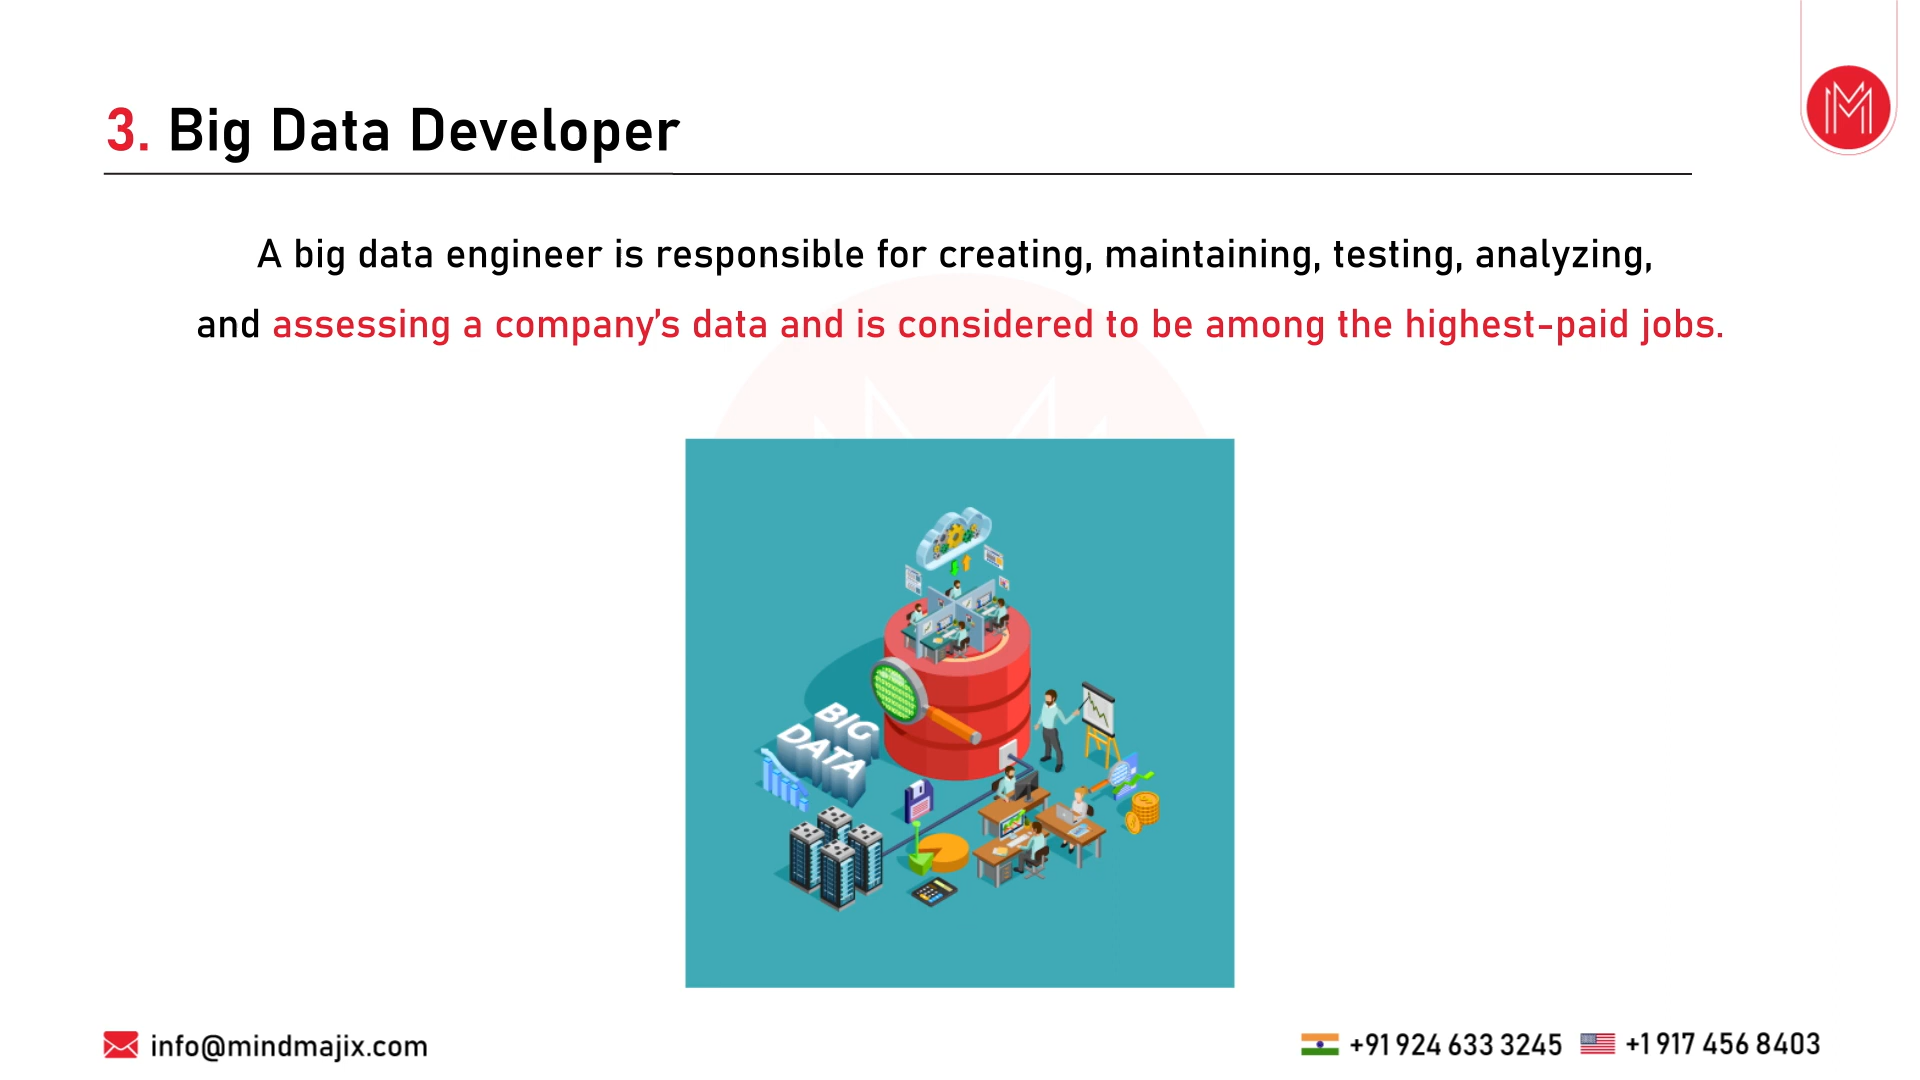 3. Big Data Developer
A big data engineer is responsible for creating, maintaining, testing, analyzing,
and assessing a company’s data and is considered to be among the highest-paid jobs.
BIG
DATA
info@mindmajix.com
+91 924 633 3245
+1 917 456 8403